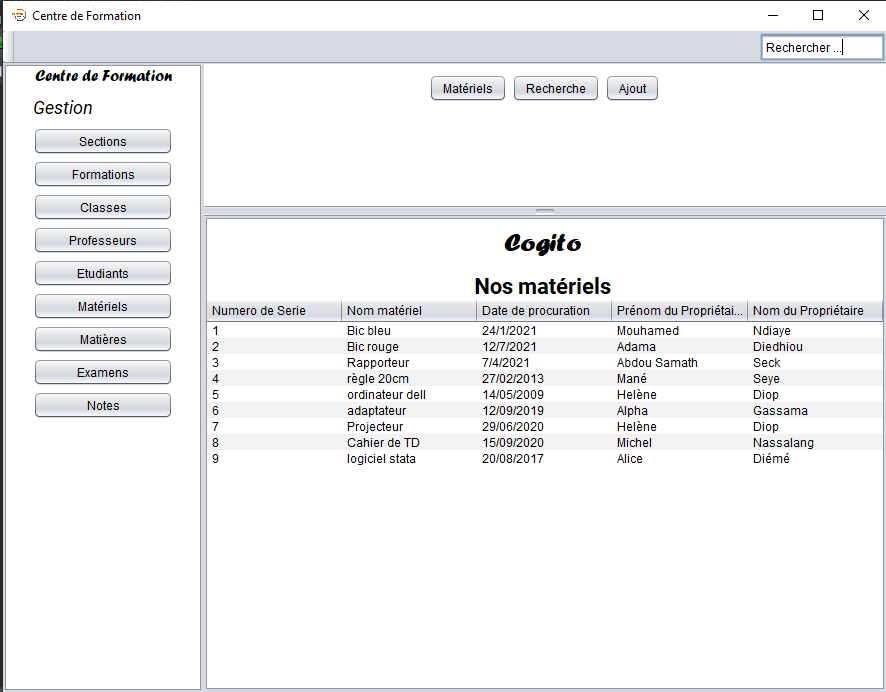 Centre de Formation
Rechercher ...
Centre de Formation
Gestion
Sections
Formations
Classes
Professeurs
Etudiants
Matériels
Matières
Examens
Notes
Matériels Recherche Ajout
Cogito
Nos matériels
Numero de Serie Nom matériel Date de procuration Prénom du Propriétai... Nom du Propriétaire
1 Bic bleu 24/1/2021 Mouhamed Ndiaye
2 Bic rouge 12/7/2021 Adama Diedhiou
3 Rapporteur 7/4/2021 Abdou Samath Seck
4 règle 20cm 27/02/2013 Mané Seye
5 ordinateur dell 14/05/2009 Helène Diop
6 adaptateur 12/09/2019 Alpha Gassama
7 Projecteur 29/06/2020 Helène Diop
8 Cahier de TD 15/09/2020 Michel Nassalang
9 logiciel stata 20/08/2017 Alice Diémé